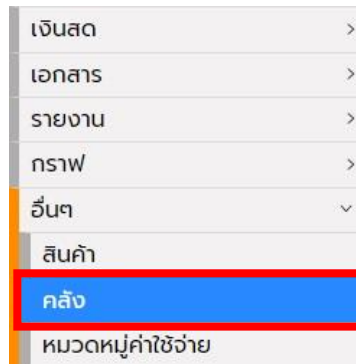 เงินสด
เอกสาร
รายงาน
กราฟ
อื่นๆ
สินค้า
คลัง
หมวดหมู่ค่าใช้จ่าย